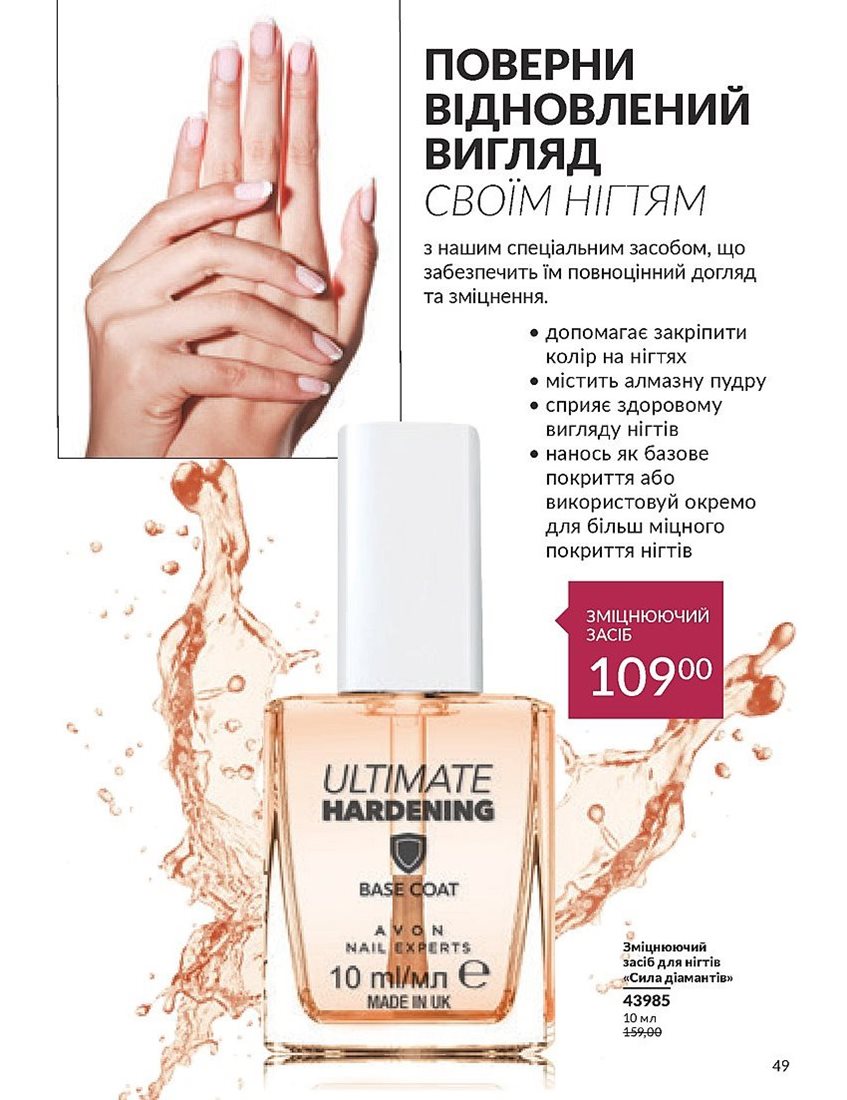 ПОВЕРНИ
ВІДНОВЛЕНИЙ
ВИГЛЯД
СВОЇМ НІГТЯМ
з нашим спеціальним засобом, що
забезпечить їм повноцінний догляд
та зміцнення.
• допомагає закріпити
колір на нігтях
• містить алмазну пудру
• сприяє здоровому
вигляду нігтів
• нанось як базове
покриття або
використовуй окремо
для більш міцного
покриття нігтів
ЗМІЦНЮЮЧИЙ
ЗАСІБ
109⁰⁰
ULTIMATE
HARDENING
BASE COAT
AVON
NAIL EXPERTS
10 ml/мл e
MADE IN UK
Зміцнюючий
засіб для нігтів
«Сила діамантів»
43985
10 мл
159,00
49